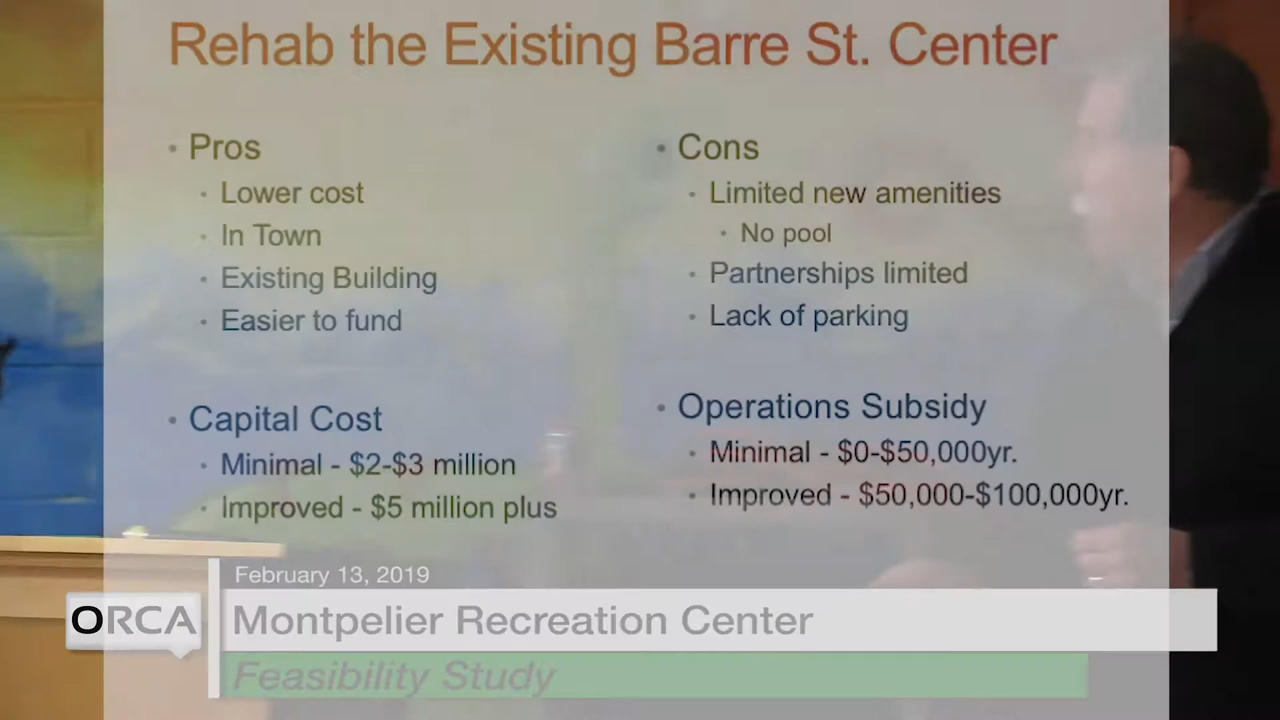 Rehab the Existing Barre St. Center
• Pros
• Lower cost
• In Town
• Existing Building
• Easier to fund
• Cons
• Limited new amenities
• No pool
• Partnerships limited
• Lack of parking
• Capital Cost
• Minimal - $2-$3 million
• Improved - $5 million plus
• Operations Subsidy
• Minimal - $0-$50,000yr.
• Improved - $50,000-$100,000yr.
February 13, 2019
ORCA
Montpelier Recreation Center
Feasibility Study